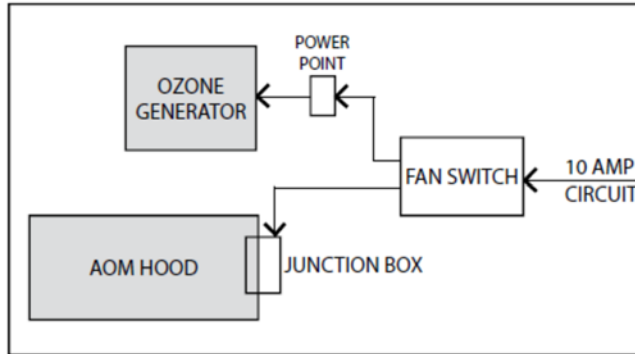 POWER
POINT
OZONE
GENERATOR
FAN SWITCH
10 AMP
CIRCUIT
AOM HOOD
JUNCTION BOX